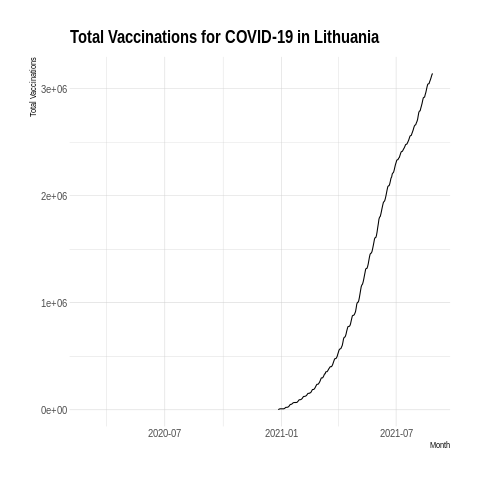 Total Vaccinations for COVID-19 in Lithuania
Total Vaccinations
3e+06
2e+06
1e+06
0e+00
2020-07 2021-01 2021-07
Month